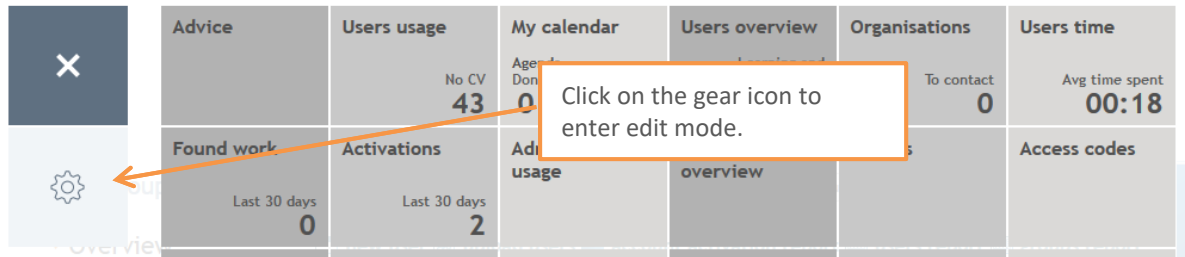 Advice
Users usage
My calendar
Users overview
Organisations
Users time
No CV
43
0
To contact
0
Avg time spent
00:18
Click on the gear icon to
enter edit mode.
Found work
Activations
usage
overview
Access codes
Last 30 days
0
Last 30 days
2